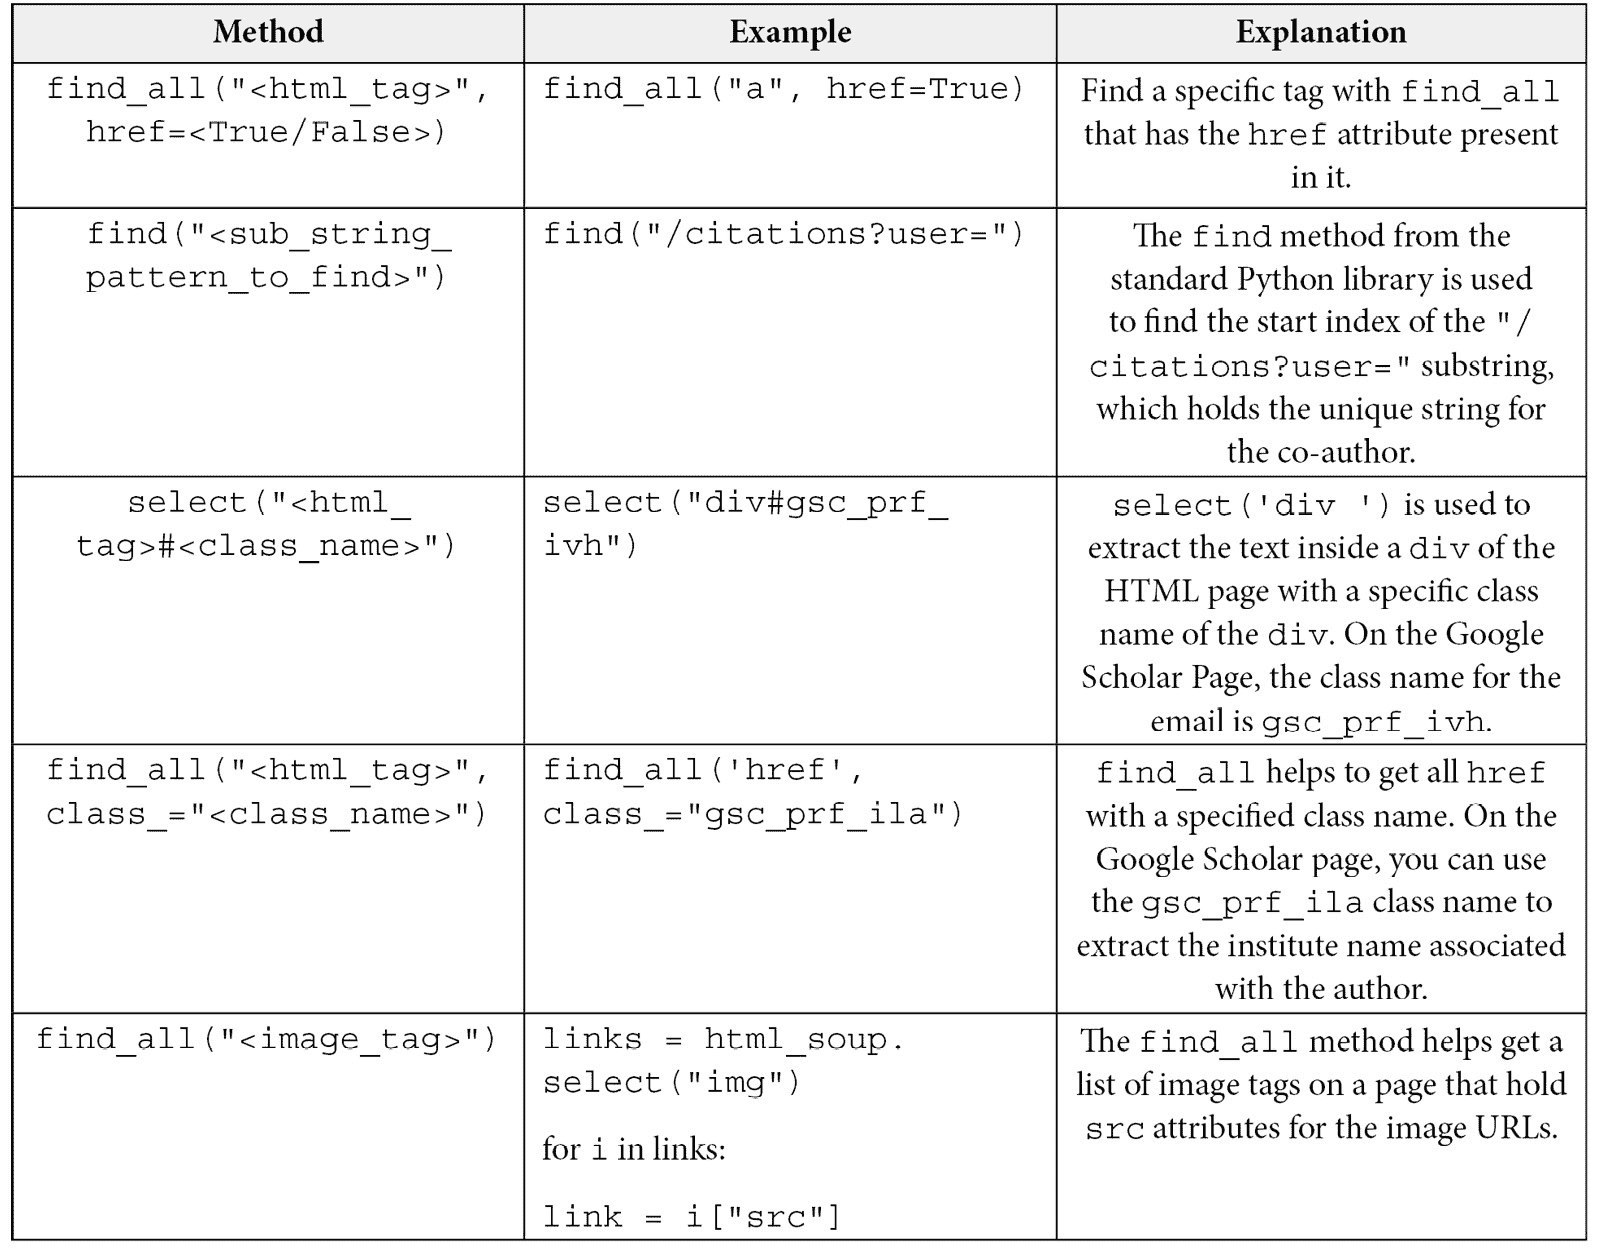 Method
Example
Explanation
find_all("<html_tag>",
href=<True/False>)
find_all("a", href=True)
Find a specific tag with find_all
that has the href attribute present
in it.
find("<sub_string_
pattern_to_find>")
find("/citations?user=")
The find method from the
standard Python library is used
to find the start index of the "/
citations?user=" substring,
which holds the unique string for
the co-author.
select("<html_
tag>#<class_name>")
select("div#gsc_prf_
ivh")
select('div ') is used to
extract the text inside a div of the
HTML page with a specific class
name of the div. On the Google
Scholar Page, the class name for the
email is gsc_prf_ivh.
find_all("<html_tag>",
class_="<class_name>")
find_all('href',
class_="gsc_prf_ila")
find_all helps to get all href
with a specified class name. On the
Google Scholar page, you can use
the gsc_prf_ila class name to
extract the institute name associated
with the author.
find_all("<image_tag>")
links = html_soup.
select("img")
for i in links:
link = i["src"]
The find_all method helps get a
list of image tags on a page that hold
src attributes for the image URLs.